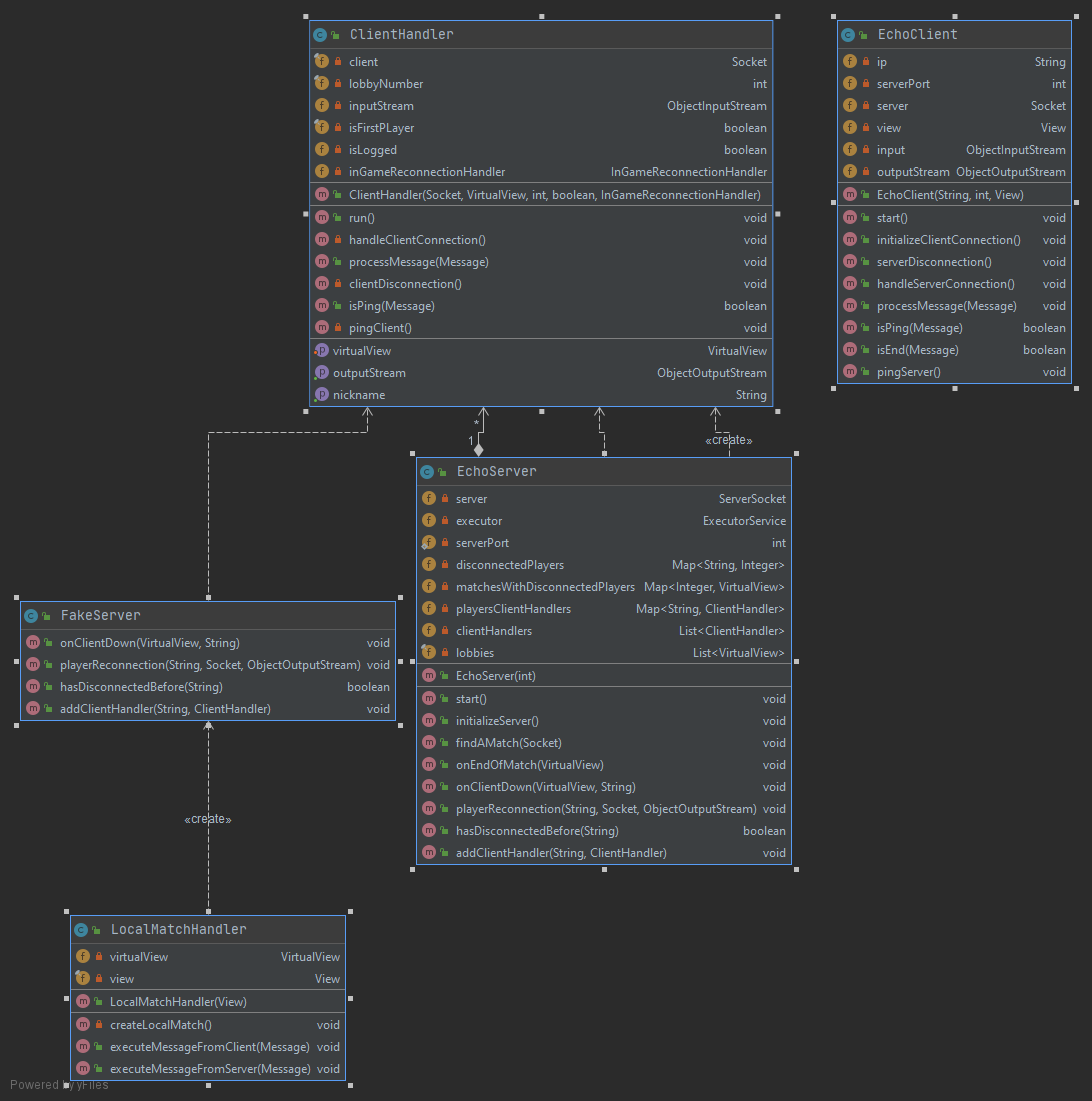 ClientHandler
client Socket
lobbyNumber int
inputStream ObjectInputStream
isFirstPLayer boolean
isLogged boolean
inGameReconnectionHandler InGameReconnectionHandler
ClientHandler(Socket, VirtualView, int, boolean, InGameReconnectionHandler)
run() void
handleClientConnection() void
processMessage(Message) void
clientDisconnection() void
isPing(Message) boolean
pingClient() void
virtualView VirtualView
outputStream ObjectOutputStream
nickname String
EchoClient
ip String
serverPort int
server Socket
view View
input ObjectInputStream
outputStream ObjectOutputStream
EchoClient(String, int, View)
start() void
initializeClientConnection() void
serverDisconnection() void
handleServerConnection() void
processMessage(Message) void
isPing(Message) boolean
isEnd(Message) boolean
pingServer() void
*
1
«create»
EchoServer
server ServerSocket
executor ExecutorService
serverPort int
disconnectedPlayers Map<String, Integer>
matchesWithDisconnectedPlayers Map<Integer, VirtualView>
playersClientHandlers Map<String, ClientHandler>
clientHandlers List<ClientHandler>
lobbies List<VirtualView>
EchoServer(int)
start() void
initializeServer() void
findAMatch(Socket) void
onEndOfMatch(VirtualView) void
onClientDown(VirtualView, String) void
playerReconnection(String, Socket, ObjectOutputStream) void
hasDisconnectedBefore(String) boolean
addClientHandler(String, ClientHandler) void
FakeServer
onClientDown(VirtualView, String) void
playerReconnection(String, Socket, ObjectOutputStream) void
hasDisconnectedBefore(String) boolean
addClientHandler(String, ClientHandler) void
«create»
LocalMatchHandler
virtualView VirtualView
view View
LocalMatchHandler(View)
createLocalMatch() void
executeMessageFromClient(Message) void
executeMessageFromServer(Message) void
Powered by yFiles